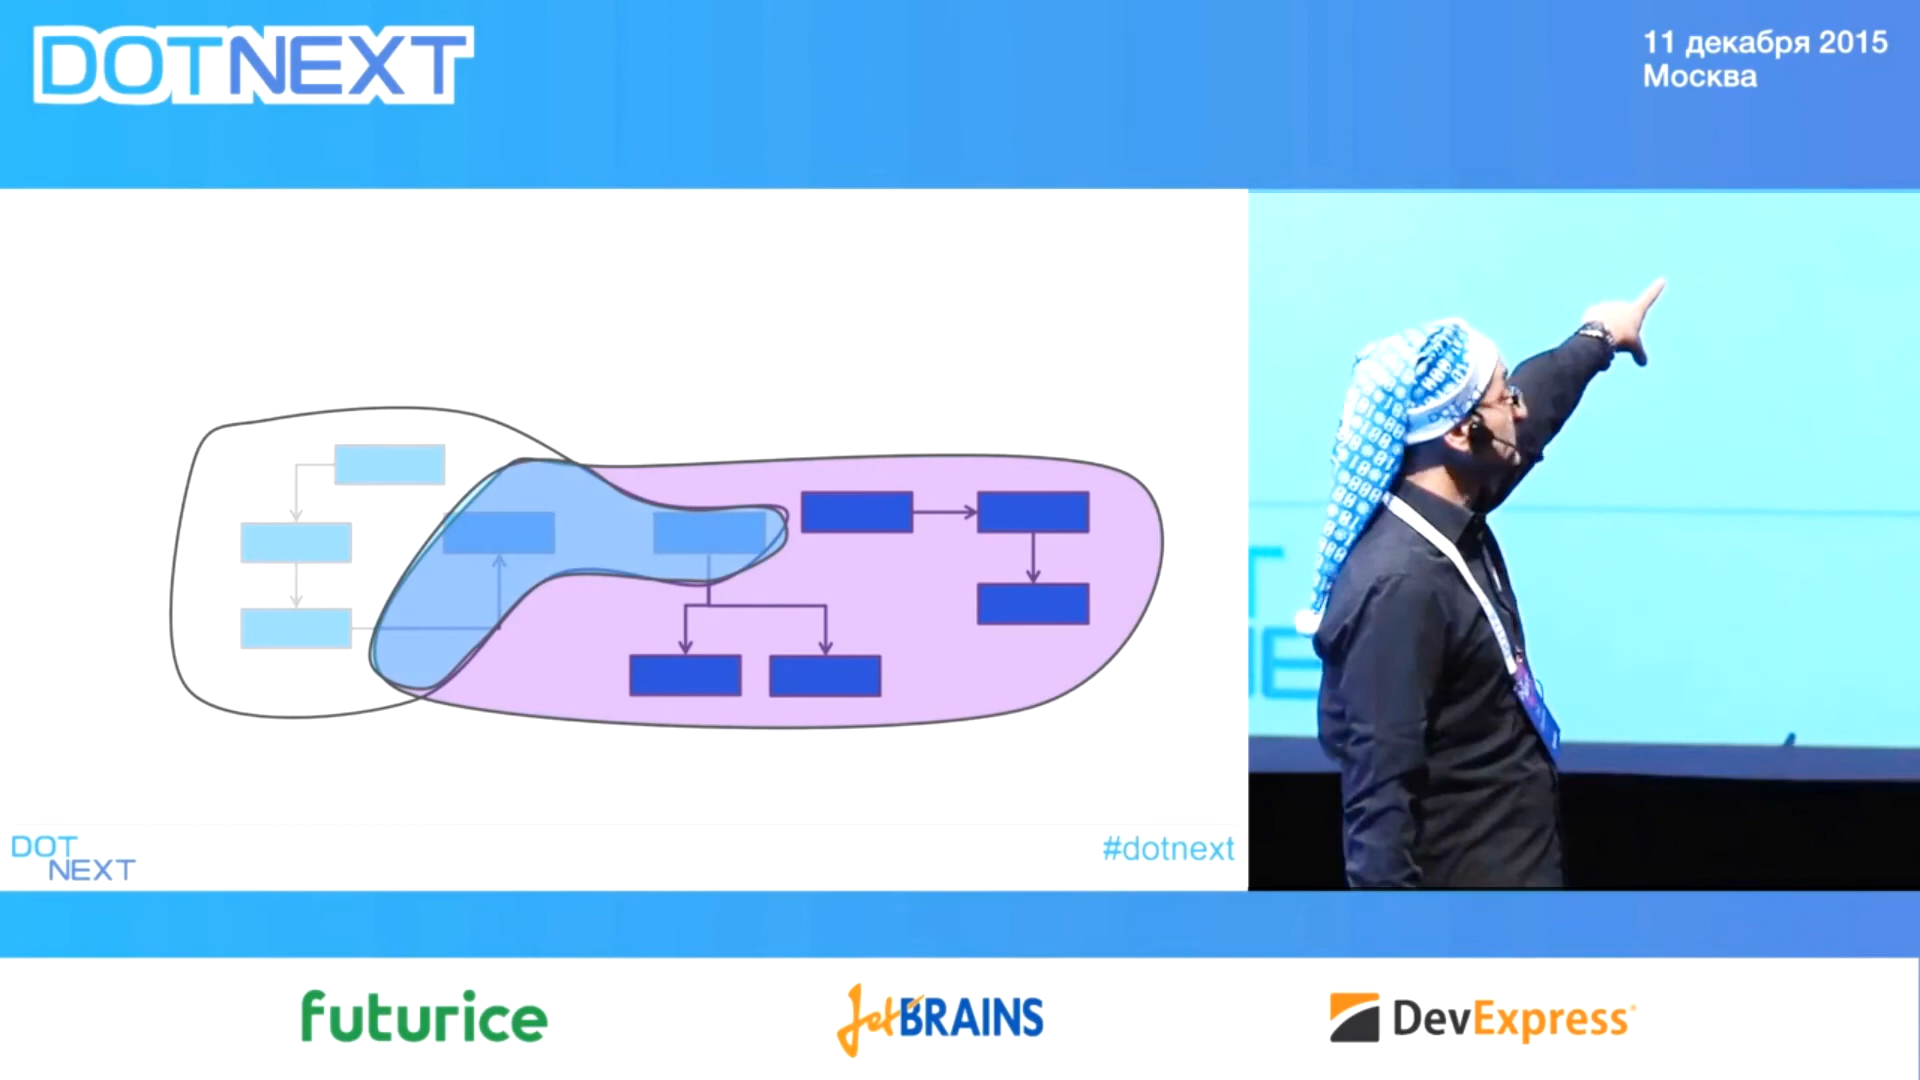 DOTNEXT
11 декабря 2015
Москва
DOT
NEXT
#dotnext
futurice
JetBRAINS
DevExpress